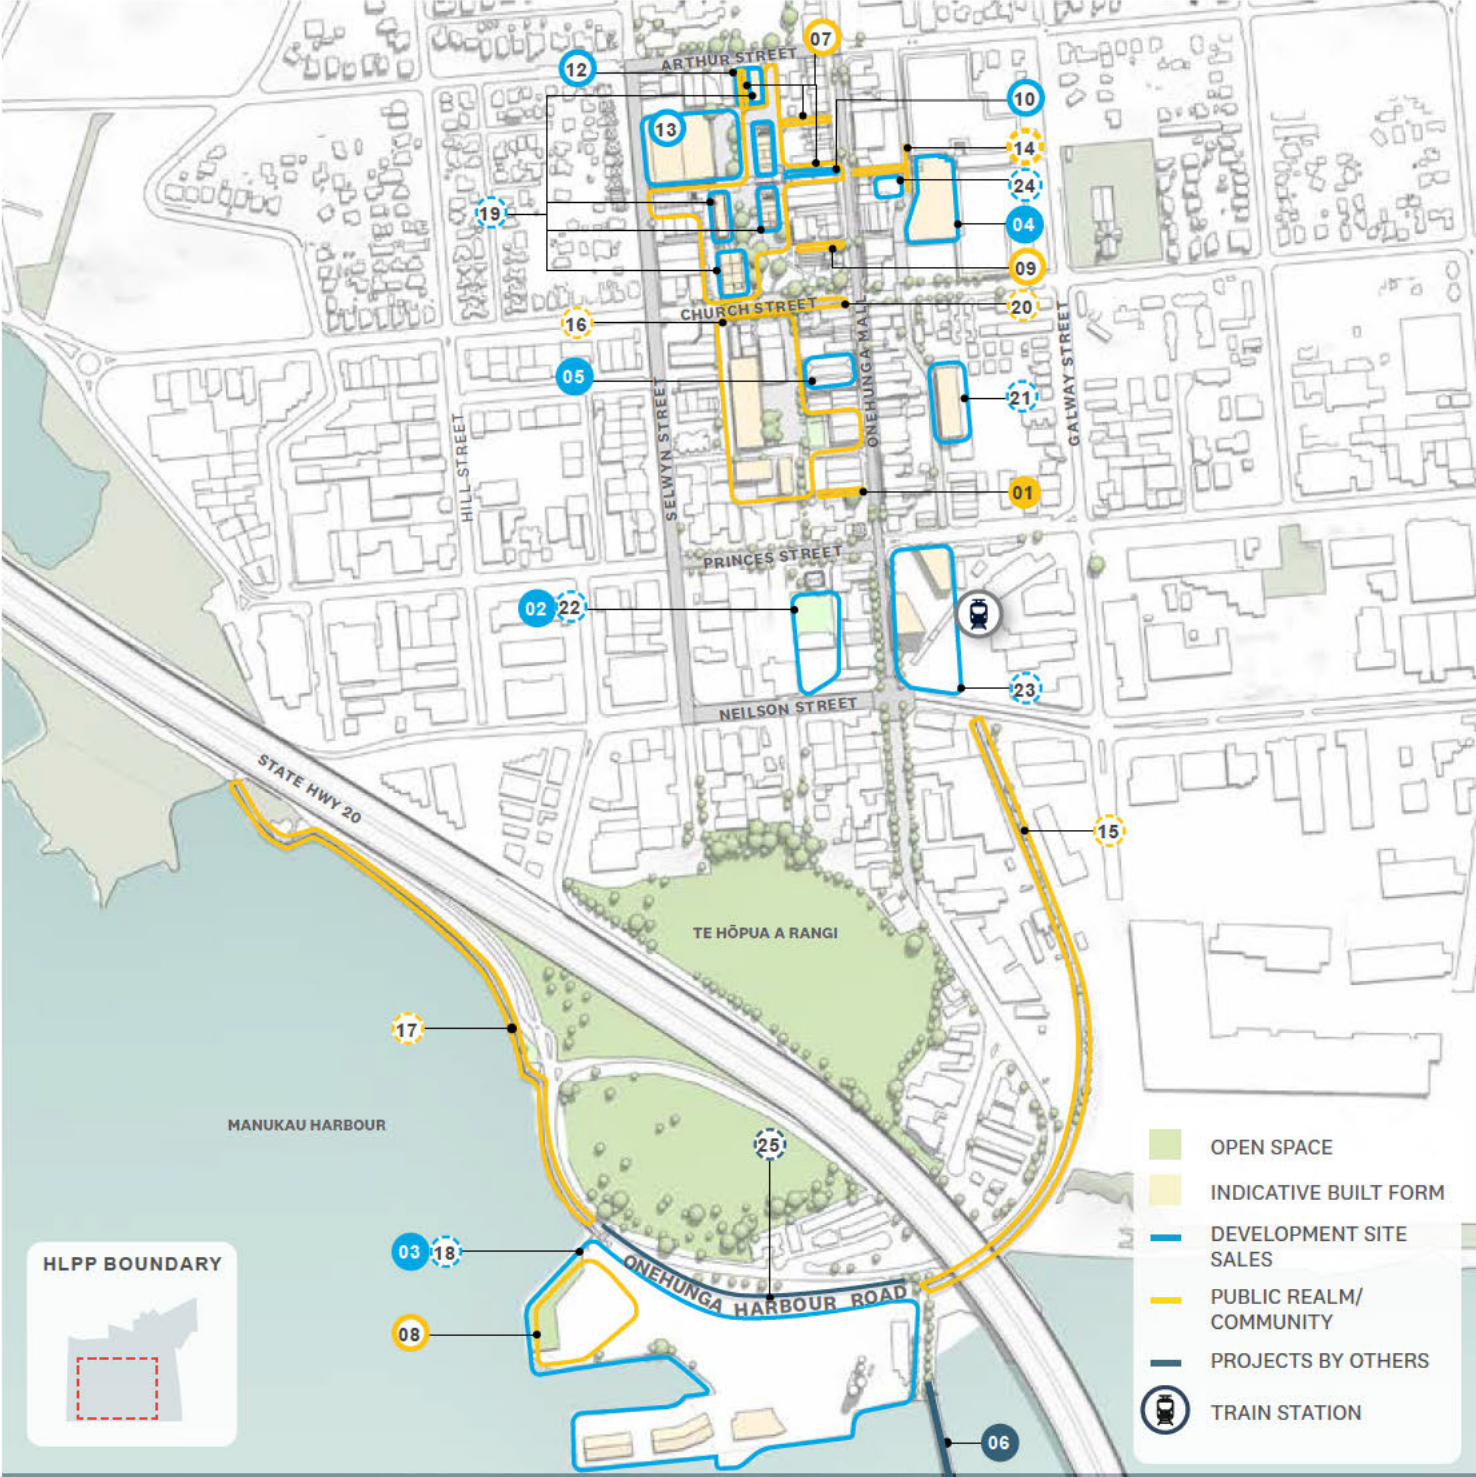 07
ARTHUR STREET
12
10
13
14
24
19
04
09
20
CHURCH STREET
16
05
21
ONEHUNGA MALL
GALWAY STREET
SELWYN STREET
HILL STREET
01
PRINCES STREET
02
22
23
NEILSON STREET
STATE HWY 20
15
TE HŌPUA A RANGI
17
MANUKAU HARBOUR
25
03
18
ONEHUNGA HARBOUR ROAD
08
06
HLPP BOUNDARY
OPEN SPACE
INDICATIVE BUILT FORM
DEVELOPMENT SITE
SALES
PUBLIC REALM/
COMMUNITY
PROJECTS BY OTHERS
TRAIN STATION